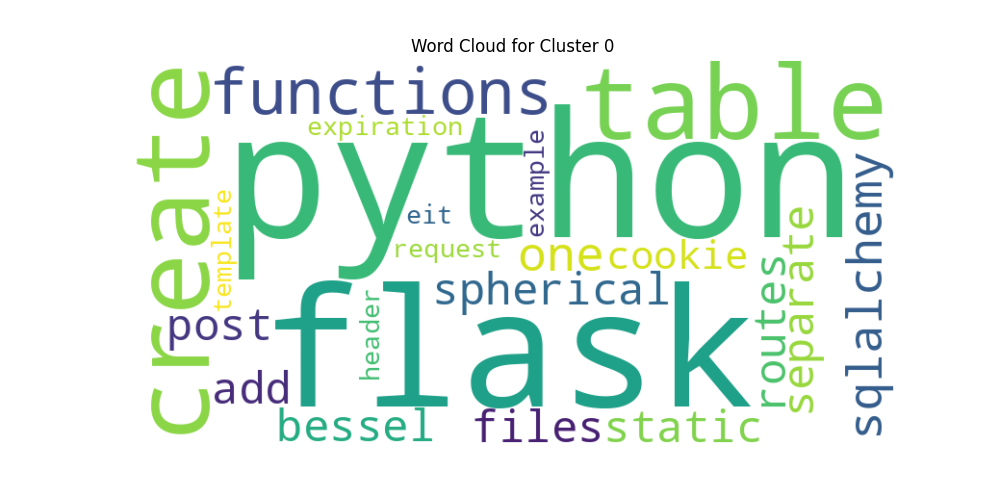 Word Cloud for Cluster 0
create
functions
table
expiration
python
example
template
eit
request
one
cookie
sqlalchemy
separate
routes
spherical
post
flask
header
add
bessel
files
static